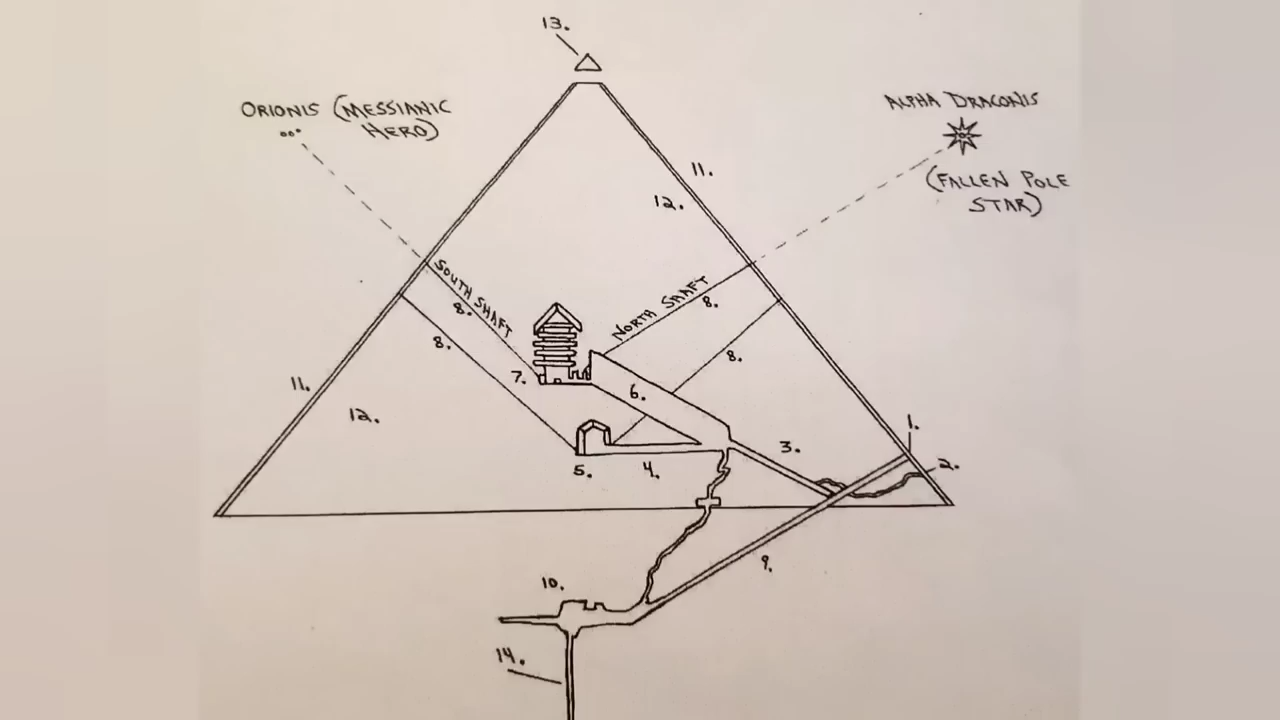 13.
ORIONIS (MESSIANIC
HERO)
ALPHA DRACONIS
(FALLEN POLE
STAR)
11.
12.
SOUTH SHAFT
8.
NORTH SHAFT
8.
8.
8.
7.
6.
11.
12.
1.
3.
2.
5.
4.
9.
10.
14.